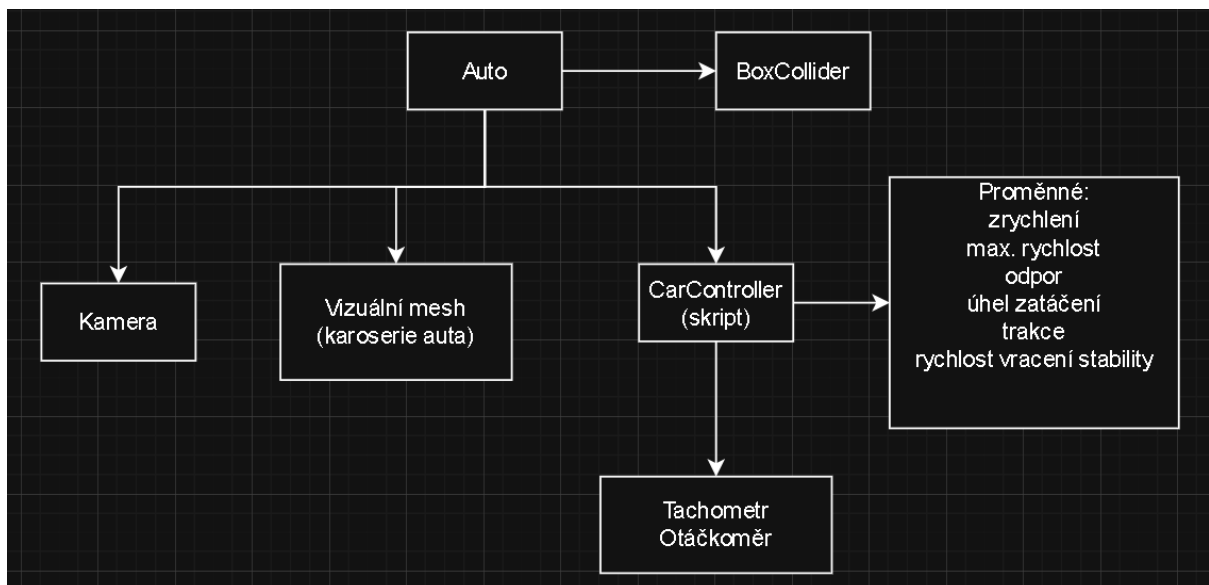 Auto
BoxCollider
Kamera
Vizuální mesh
(karoserie auta)
CarController
(skript)
Proměnné:
zrychlení
max. rychlost
odpor
úhel zatáčení
trakce
rychlost vracení stability
Tachometr
Otáčkoměr